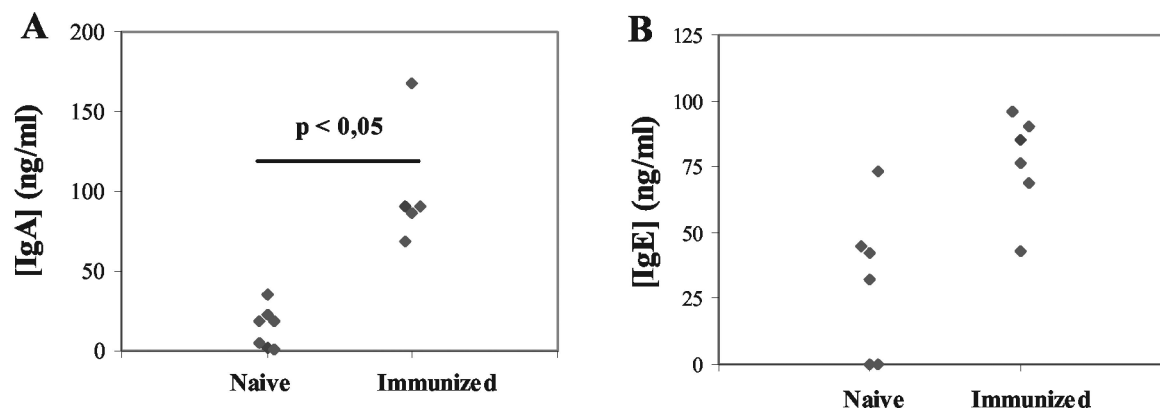 A
[IgA] (ng/ml)
200
150
100
50
0
p < 0,05
Naive Immunized
B
[IgE] (ng/ml)
125
100
75
50
25
0
Naive Immunized